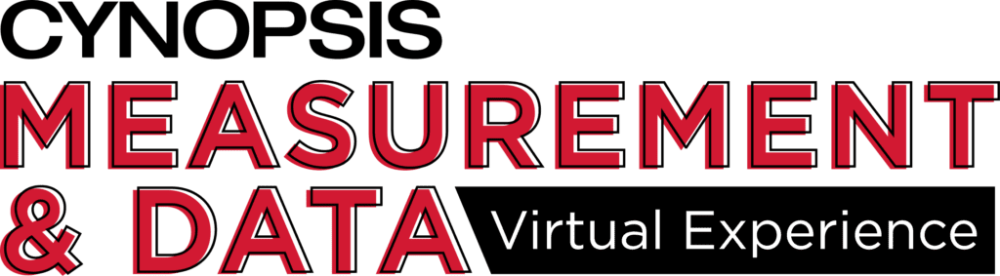 CYNOPSIS
MEASUREMENT
& DATA Virtual Experience